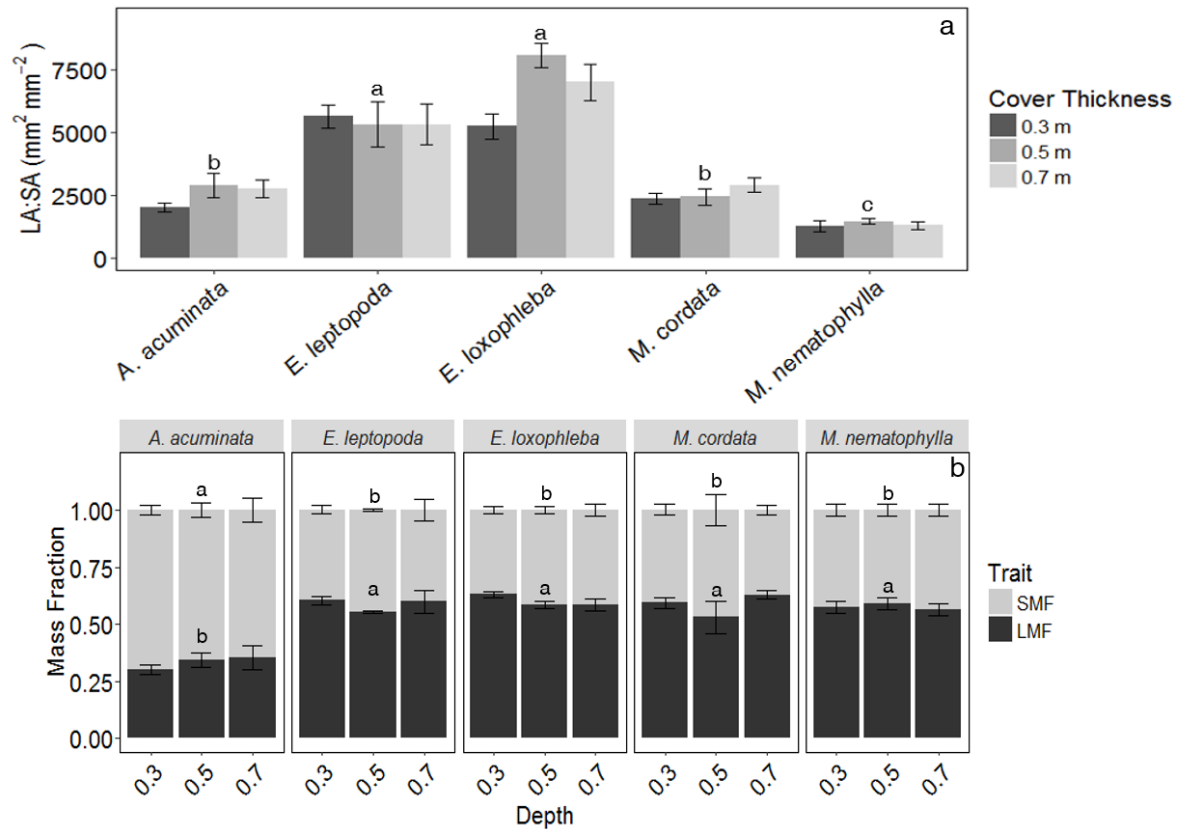 a
LA:SA (mm² mm⁻² )
7500
5000
2500
0
b
a
a
b
c
A. acuminata
E. leptopoda
E. loxophleba
M. cordata
M. nematophylla
Cover Thickness
0.3 m
0.5 m
0.7 m
A. acuminata
E. leptopoda
E. loxophleba
M. cordata
M. nematophylla
b
Mass Fraction
1.00
0.75
0.50
0.25
0.00
a
b
b
b
b
b
a
a
a
a
0.3 0.5 0.7
0.3 0.5 0.7
0.3 0.5 0.7
0.3 0.5 0.7
0.3 0.5 0.7
Depth
Trait
SMF
LMF